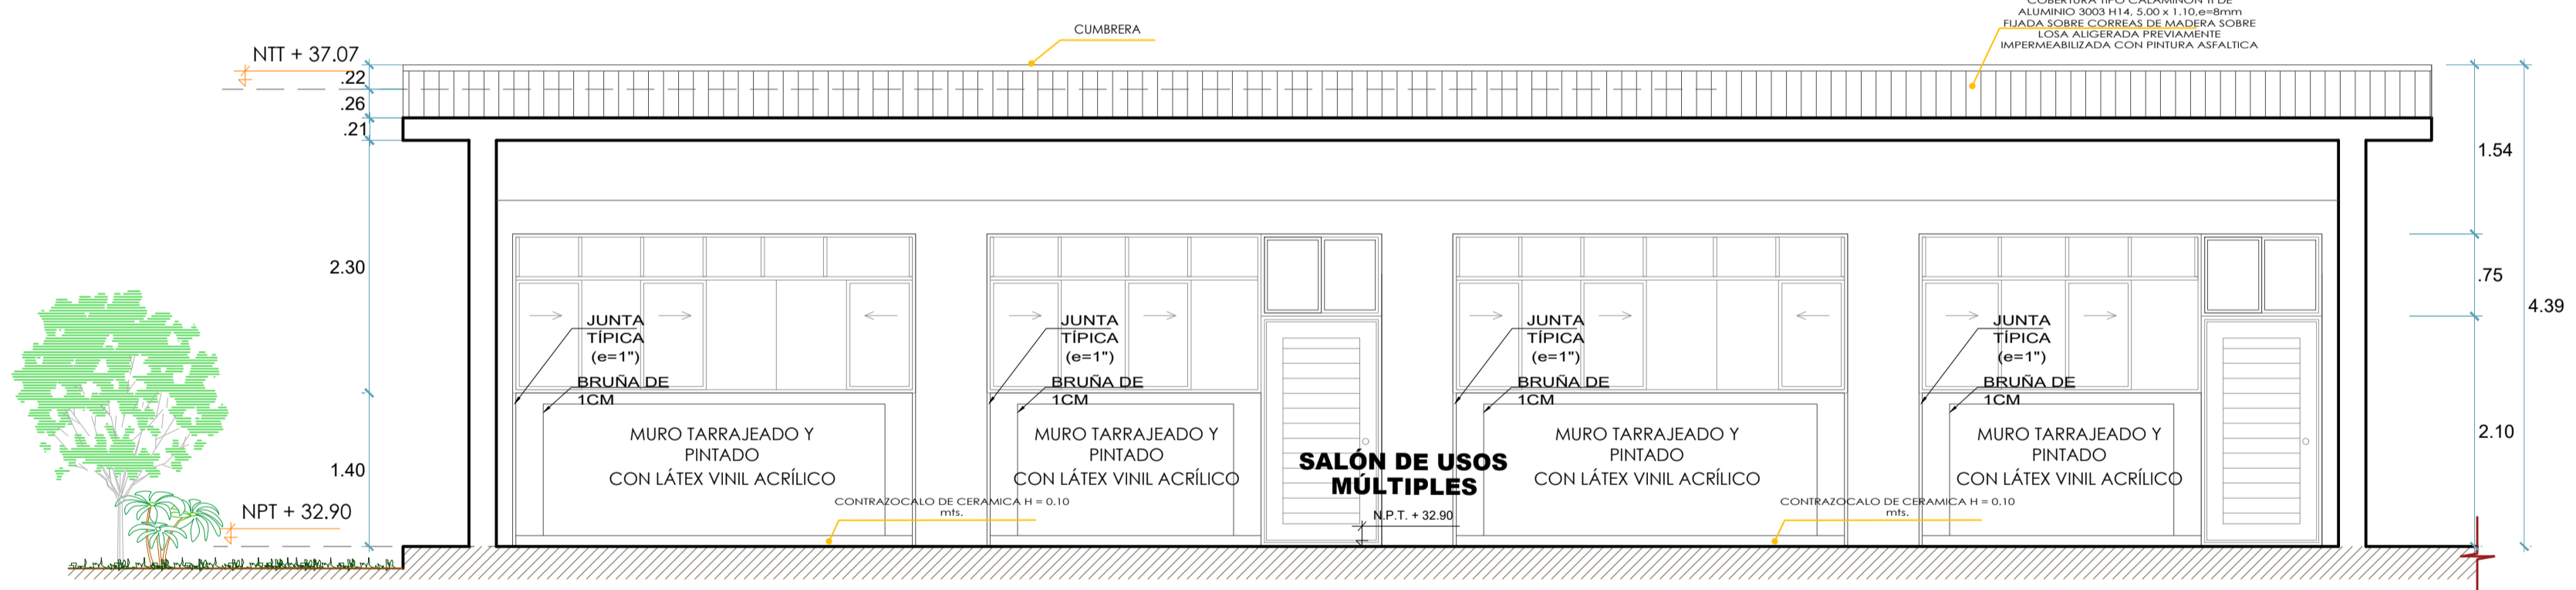 COBERTURA TIPO CALAMINON TI DE
ALUMINIO 3003 H14, 5.00 x 1.10,e=8mm
FIJADA SOBRE CORREAS DE MADERA SOBRE
LOSA ALIGERADA PREVIAMENTE
IMPERMEABILIZADA CON PINTURA ASFALTICA
CUMBRERA
NTT + 37.07
.22
.26
.21
2.30
1.40
NPT + 32.90
JUNTA
TÍPICA
(e=1")
BRUÑA DE
1CM
MURO TARRAJEADO Y
PINTADO
CON LÁTEX VINIL ACRÍLICO
JUNTA
TÍPICA
(e=1")
BRUÑA DE
1CM
MURO TARRAJEADO Y
PINTADO
CON LÁTEX VINIL ACRÍLICO
CONTRAZOCALO DE CERAMICA H = 0.10
mts.
SALÓN DE USOS
MÚLTIPLES
N.P.T. + 32.90
JUNTA
TÍPICA
(e=1")
BRUÑA DE
1CM
MURO TARRAJEADO Y
PINTADO
CON LÁTEX VINIL ACRÍLICO
JUNTA
TÍPICA
(e=1")
BRUÑA DE
1CM
MURO TARRAJEADO Y
PINTADO
CON LÁTEX VINIL ACRÍLICO
CONTRAZOCALO DE CERAMICA H = 0.10
mts.
1.54
.75
4.39
2.10